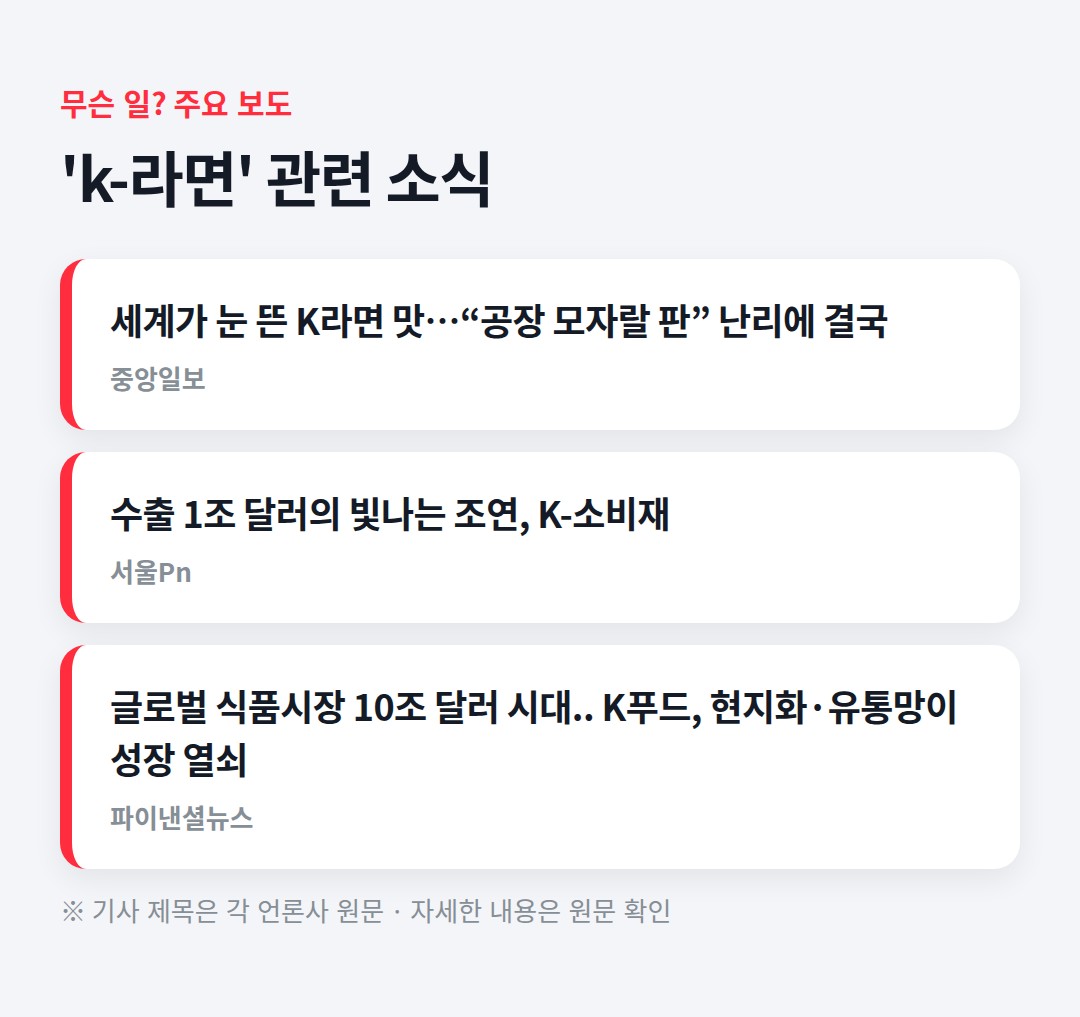 무슨 일? 주요 보도
'k-라면' 관련 소식
세계가 눈 뜬 K라면 맛…“공장 모자랄 판” 난리에 결국
중앙일보
수출 1조 달러의 빛나는 조연, K-소비재
서울Pn
글로벌 식품시장 10조 달러 시대.. K푸드, 현지화·유통망이
성장 열쇠
파이낸셜뉴스
※ 기사 제목은 각 언론사 원문 · 자세한 내용은 원문 확인